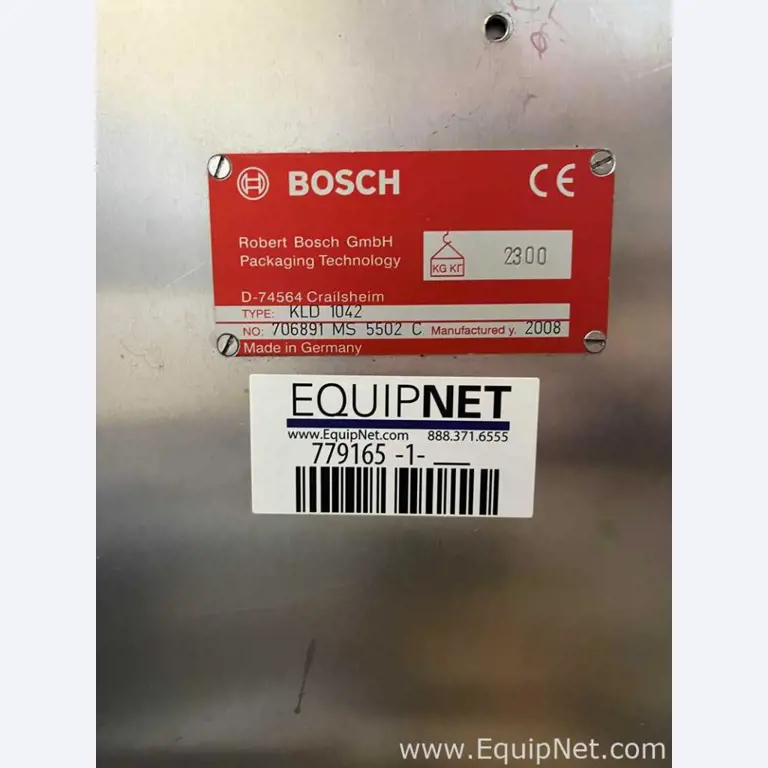 BOSCH CE
Robert Bosch GmbH
Packaging Technology
KG КГ 2300
D-74564 Crailsheim
TYPE: KLD 1042
NO: 706891 MS 5502 C Manufactured y. 2008
Made in Germany
EQUIPNET
www.EquipNet.com 888.371.6555
779165 -1- ___
www.EquipNet.com